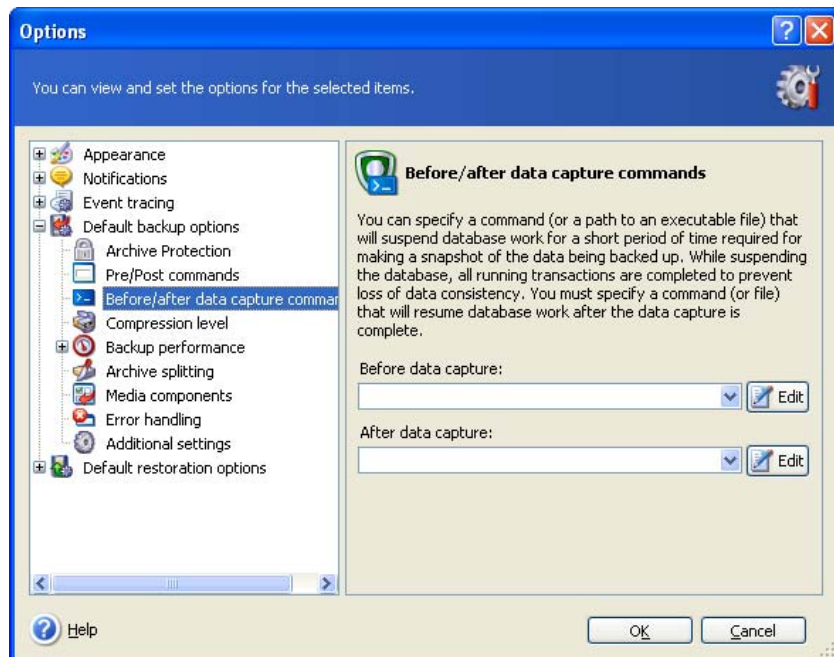 Options
You can view and set the options for the selected items.
Appearance
Notifications
Event tracing
Default backup options
Archive Protection
Pre/Post commands
Before/after data capture commar
Compression level
Backup performance
Archive splitting
Media components
Error handling
Additional settings
Default restoration options
Before/after data capture commands
You can specify a command (or a path to an executable file) that
will suspend database work for a short period of time required for
making a snapshot of the data being backed up. While suspending
the database, all running transactions are completed to prevent
loss of data consistency. You must specify a command (or file)
that will resume database work after the data capture is
complete.
Before data capture:
Edit
After data capture:
Edit
Help
OK
Cancel